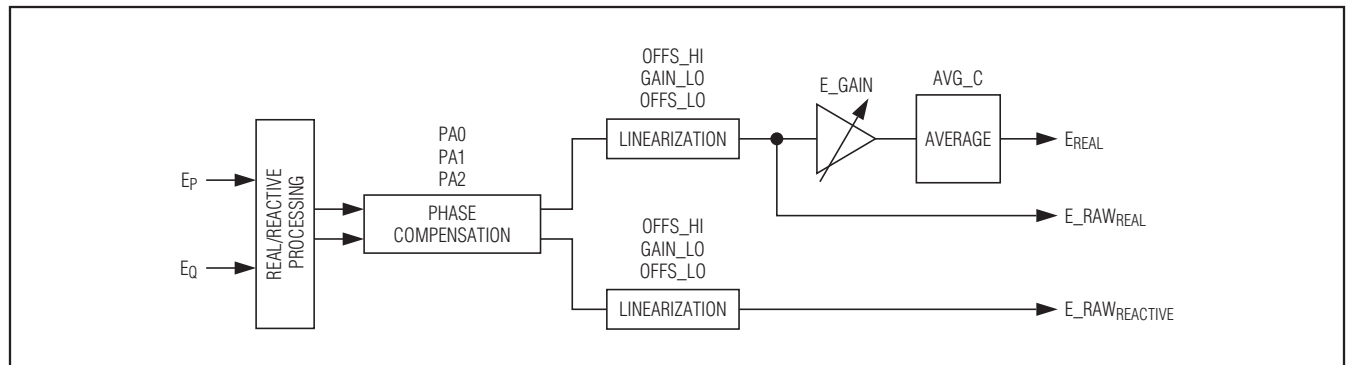 OFFS_HI
GAIN_LO
OFFS_LO
E_GAIN
AVG_C
PA0
PA1
PA2
LINEARIZATION
AVERAGE
EREAL
EP
EQ
REAL/REACTIVE
PROCESSING
PHASE
COMPENSATION
E_RAWREAL
OFFS_HI
GAIN_LO
OFFS_LO
LINEARIZATION
E_RAWREACTIVE